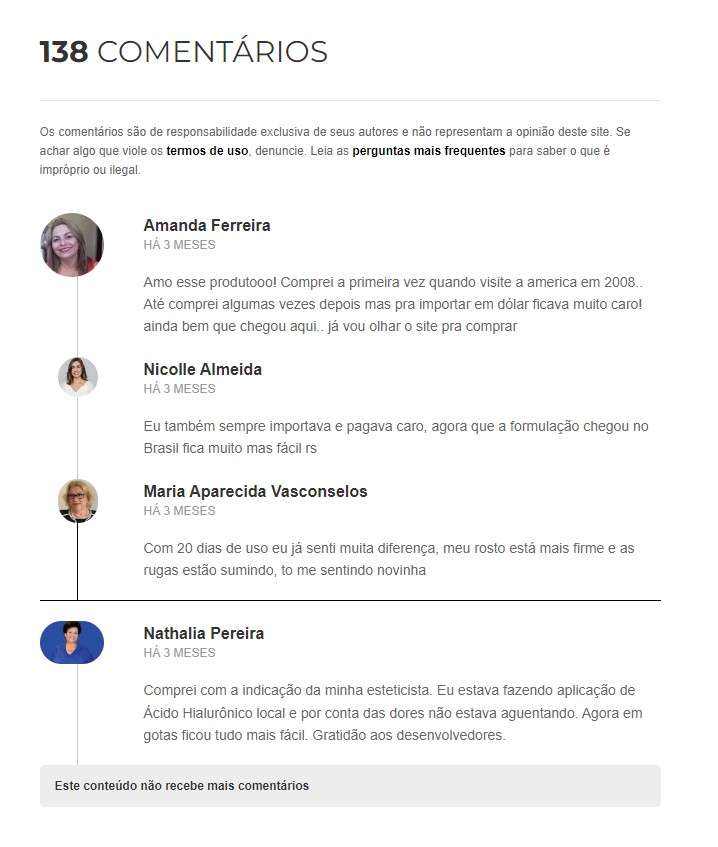 138 COMENTÁRIOS
Os comentários são de responsabilidade exclusiva de seus autores e não representam a opinião deste site. Se
achar algo que viole os termos de uso, denuncie. Leia as perguntas mais frequentes para saber o que é
impróprio ou ilegal.
Amanda Ferreira
HÁ 3 MESES
Amo esse produtooo! Comprei a primeira vez quando visite a america em 2008..
Até comprei algumas vezes depois mas pra importar em dólar ficava muito caro!
ainda bem que chegou aqui.. já vou olhar o site pra comprar
Nicolle Almeida
HÁ 3 MESES
Eu também sempre importava e pagava caro, agora que a formulação chegou no
Brasil fica muito mas fácil rs
Maria Aparecida Vasconselos
HÁ 3 MESES
Com 20 dias de uso eu já senti muita diferença, meu rosto está mais firme e as
rugas estão sumindo, to me sentindo novinha
Nathalia Pereira
HÁ 3 MESES
Comprei com a indicação da minha esteticista. Eu estava fazendo aplicação de
Ácido Hialurônico local e por conta das dores não estava aguentando. Agora em
gotas ficou tudo mais fácil. Gratidão aos desenvolvedores.
Este conteúdo não recebe mais comentários